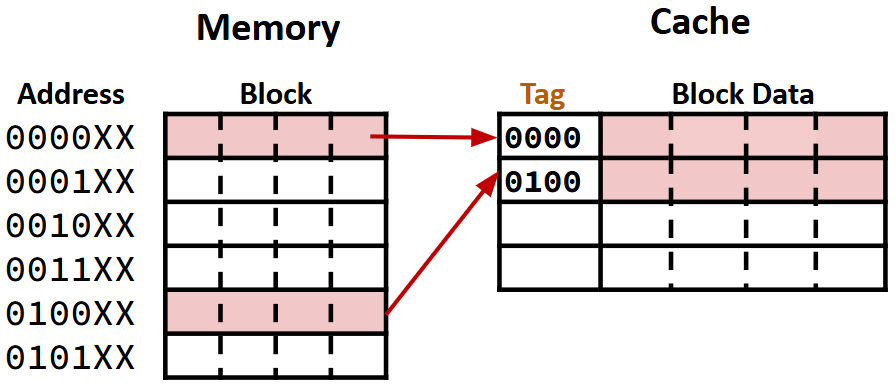 Memory
Cache
Address Block Tag Block Data
0000XX 0000
0001XX 0100
0010XX
0011XX
0100XX
0101XX